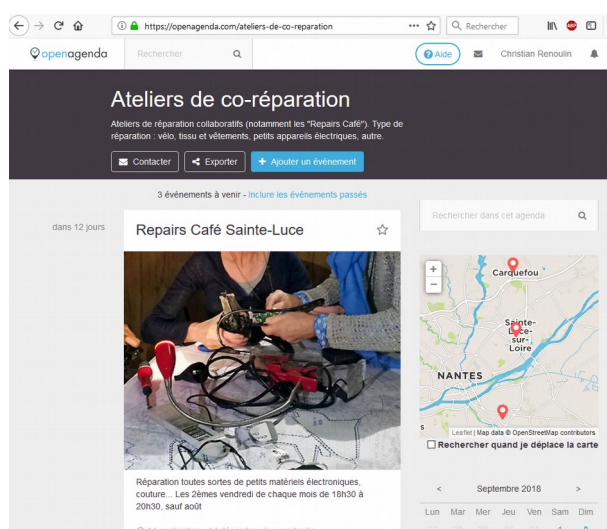 https://openagenda.com/ateliers-de-co-reparation
Rechercher
openagenda
Rechercher
Aide
Christian Renoulin
Ateliers de co-réparation
Ateliers de réparation collaboratifs (notamment les "Repairs Café"). Type de
réparation : vélo, tissu et vêtements, petits appareils électriques, autre.
Contacter
Exporter
+ Ajouter un événement
3 événements à venir - Inclure les événements passés
dans 12 jours
Repairs Café Sainte-Luce
Réparation toutes sortes de petits matériels électroniques,
couture... Les 2èmes vendredi de chaque mois de 18h30 à
20h30, sauf août
Rechercher dans cet agenda
+
−
Carquefou
Sainte-
Luce-
sur-
Loire
NANTES
s
Leaflet | Map data © OpenStreetMap contributors
Rechercher quand je déplace la carte
<
Septembre 2018
>
Lun Mar Mer Jeu Ven Sam Dim